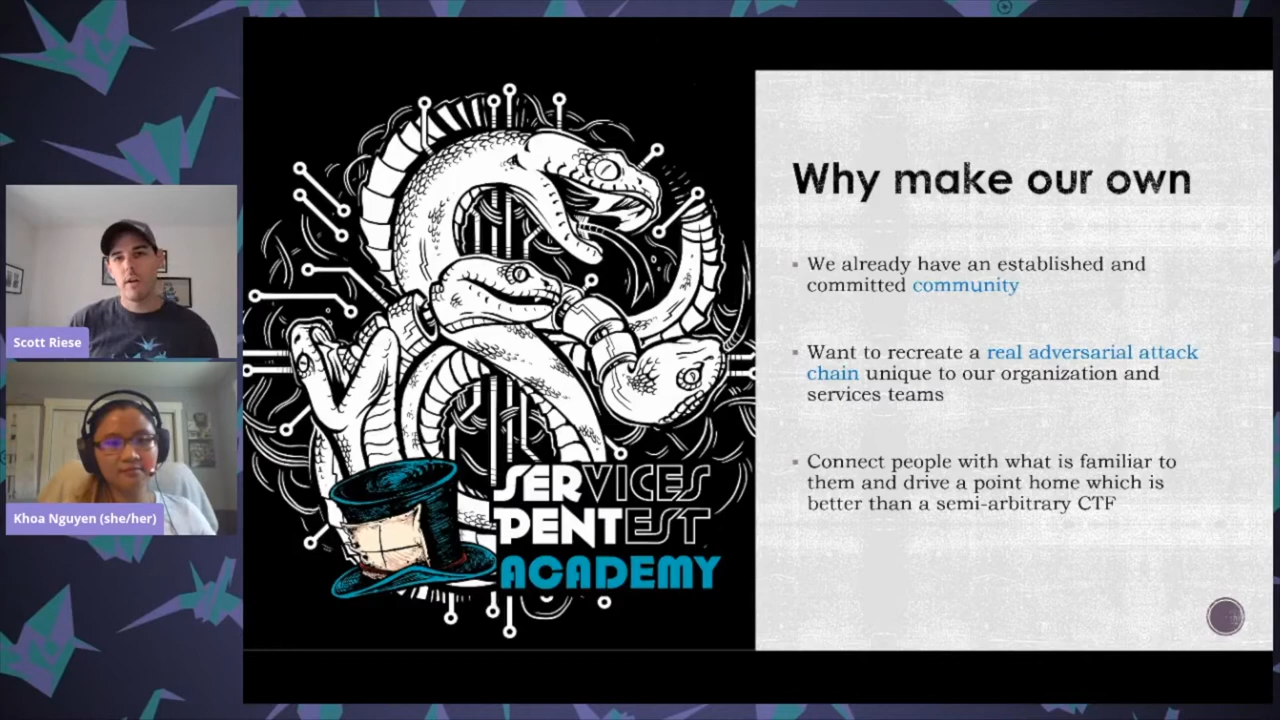 Scott Riese
Khoa Nguyen (she/her)
SERVICES
PENTEST
ACADEMY
Why make our own
We already have an established and
committed community
Want to recreate a real adversarial attack
chain unique to our organization and
services teams
Connect people with what is familiar to
them and drive a point home which is
better than a semi-arbitrary CTF